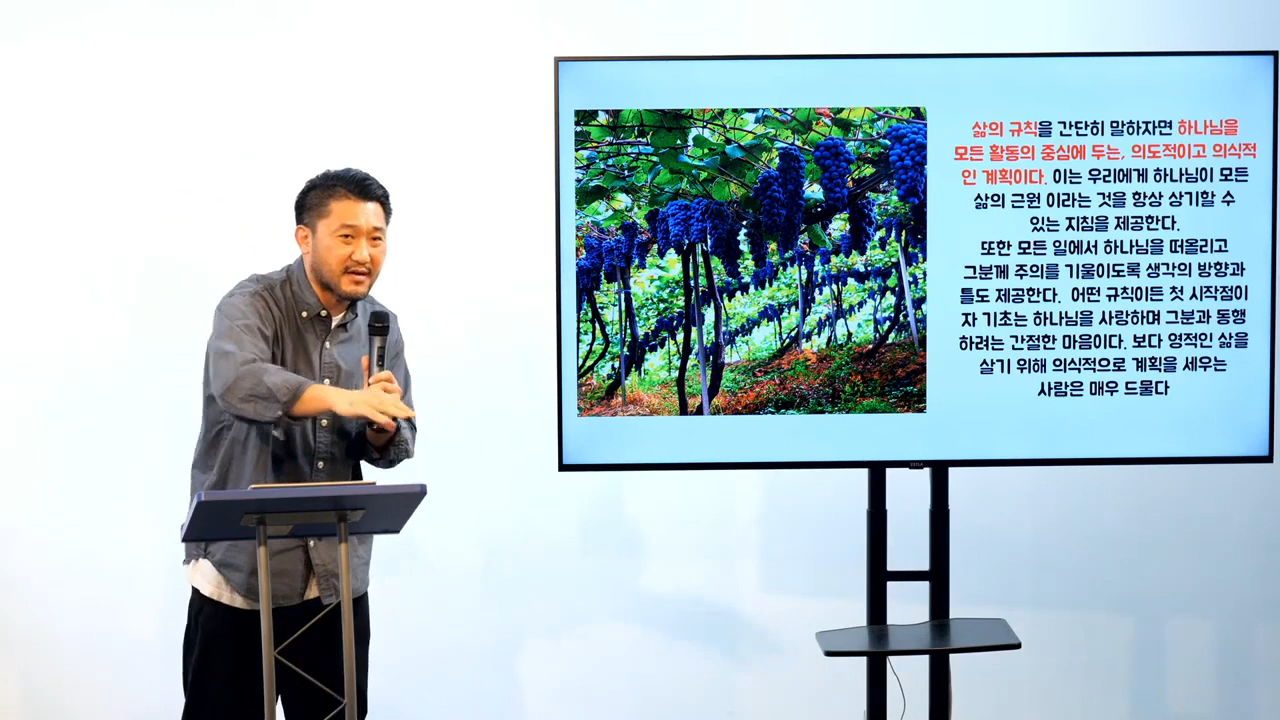 삶의 규칙을 간단히 말하자면 하나님을
모든 활동의 중심에 두는, 의도적이고 의식적
인 계획이다. 이는 우리에게 하나님이 모든
삶의 근원 이라는 것을 항상 상기할 수
있는 지침을 제공한다.
또한 모든 일에서 하나님을 떠올리고
그분께 주의를 기울이도록 생각의 방향과
틀도 제공한다. 어떤 규칙이든 첫 시작점이
자 기초는 하나님을 사랑하며 그분과 동행
하려는 간절한 마음이다. 보다 영적인 삶을
살기 위해 의식적으로 계획을 세우는
사람은 매우 드물다